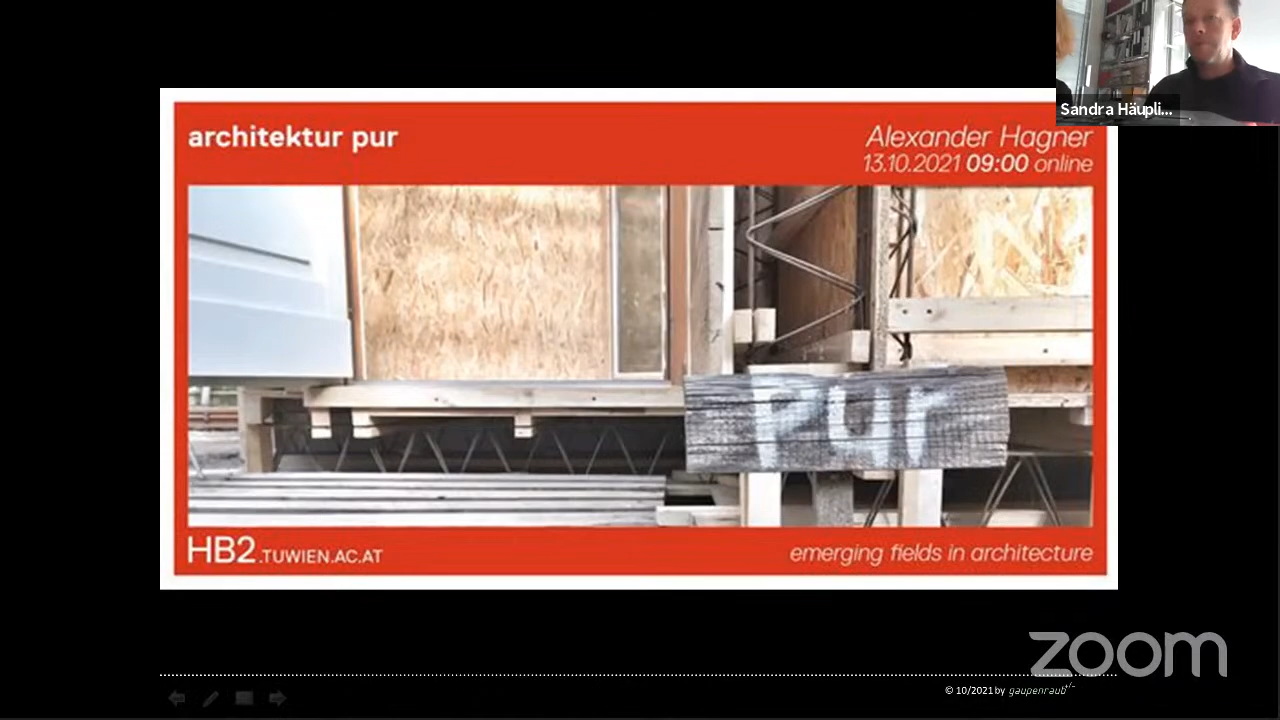 Sandra Häupli...
architektur pur
Alexander Hagner
13.10.2021 09:00 online
pur
HB2.TUWIEN.AC.AT
emerging fields in architecture
zoom
© 10/2021 by gaupenraub+/-